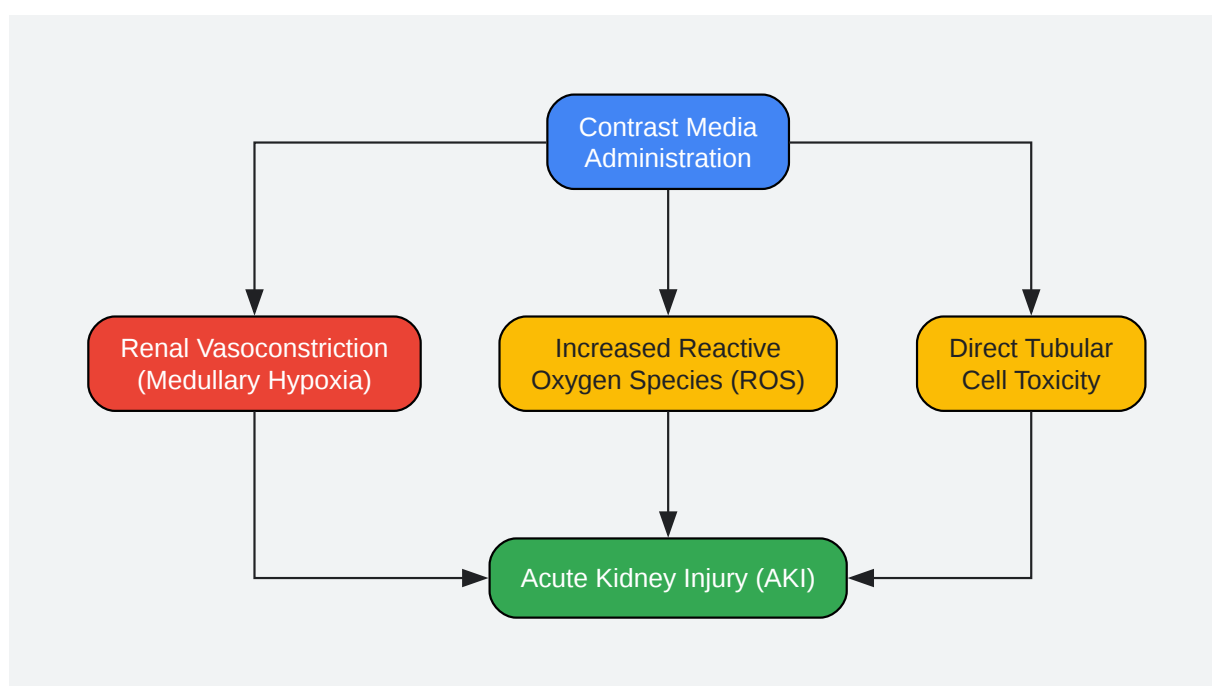 Contrast Media
Administration
Renal Vasoconstriction
(Medullary Hypoxia)
Increased Reactive
Oxygen Species (ROS)
Direct Tubular
Cell Toxicity
Acute Kidney Injury (AKI)